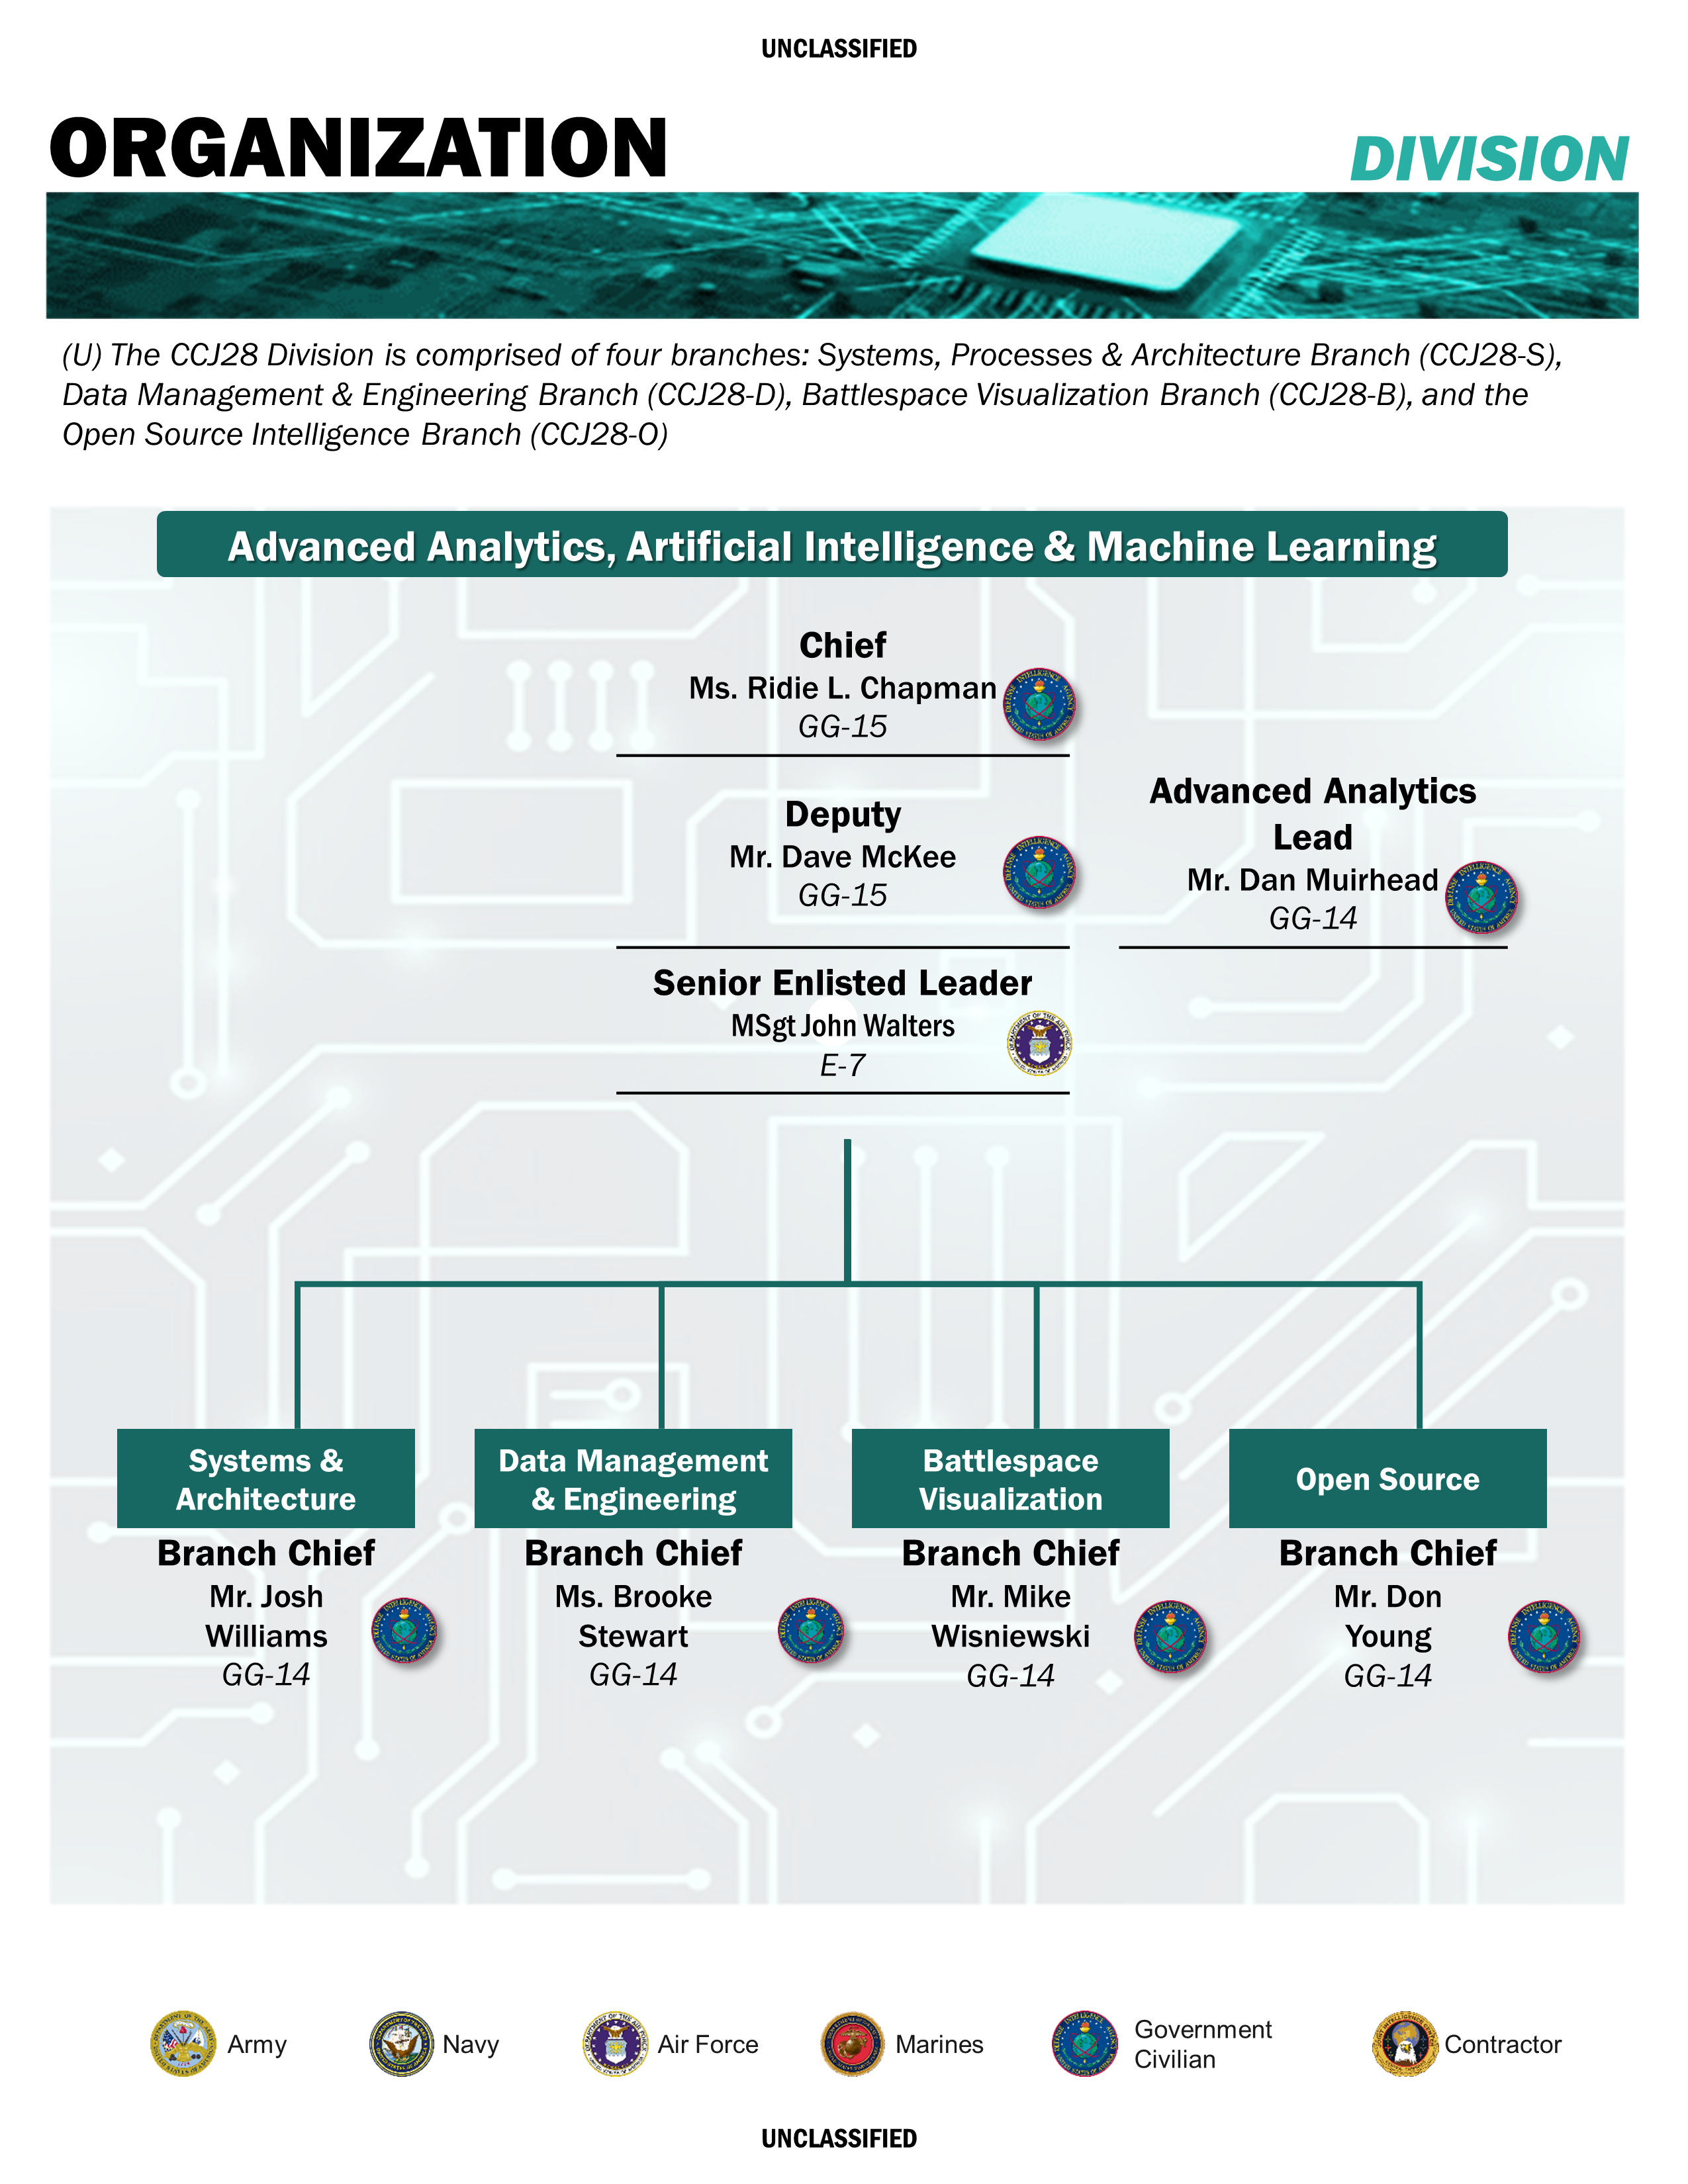 UNCLASSIFIED
ORGANIZATION
DIVISION
(U) The CCJ28 Division is comprised of four branches: Systems, Processes & Architecture Branch (CCJ28-S),
Data Management & Engineering Branch (CCJ28-D), Battlespace Visualization Branch (CCJ28-B), and the
Open Source Intelligence Branch (CCJ28-O)
Advanced Analytics, Artificial Intelligence & Machine Learning
Chief
Ms. Ridie L. Chapman
GG-15
Deputy
Mr. Dave McKee
GG-15
Advanced Analytics
Lead
Mr. Dan Muirhead
GG-14
Senior Enlisted Leader
MSgt John Walters
E-7
Systems &
Architecture
Branch Chief
Mr. Josh
Williams
GG-14
Data Management
& Engineering
Branch Chief
Ms. Brooke
Stewart
GG-14
Battlespace
Visualization
Branch Chief
Mr. Mike
Wisniewski
GG-14
Open Source
Branch Chief
Mr. Don
Young
GG-14
Army
Navy
Air Force
Marines
Government
Civilian
Contractor
UNCLASSIFIED